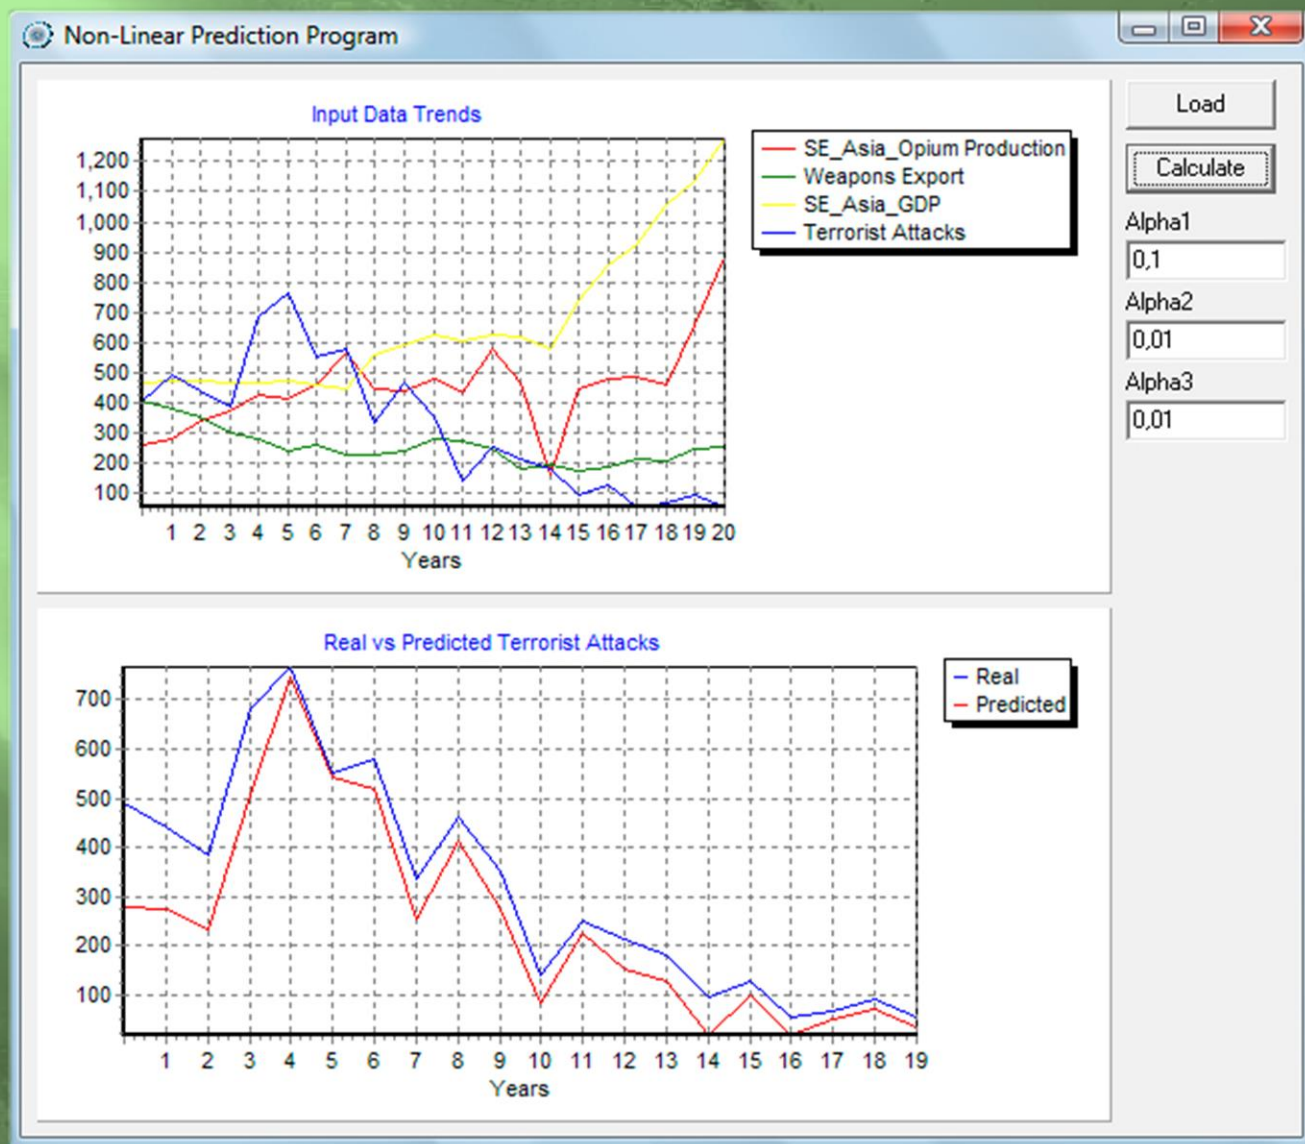 Non-Linear Prediction Program
Input Data Trends
1,200
1,100
1,000
900
800
700
600
500
400
300
200
100
1 2 3 4 5 6 7 8 9 10 11 12 13 14 15 16 17 18 19 20
Years
SE_Asia_Opium Production
Weapons Export
SE_Asia_GDP
Terrorist Attacks
Load
Calculate
Alpha1
0,1
Alpha2
0,01
Alpha3
0,01
Real vs Predicted Terrorist Attacks
700
600
500
400
300
200
100
1 2 3 4 5 6 7 8 9 10 11 12 13 14 15 16 17 18 19
Years
Real
Predicted